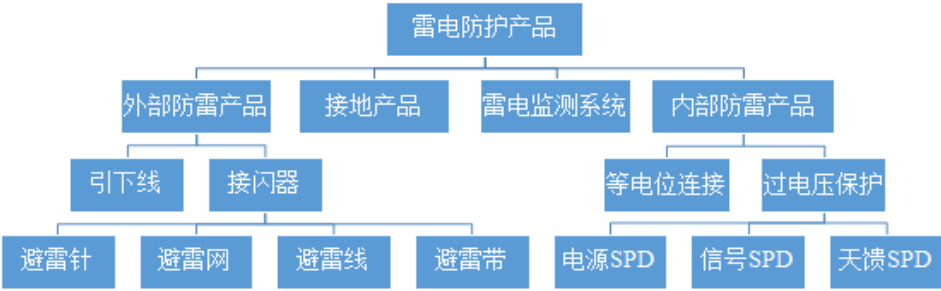 雷电防护产品
外部防雷产品
接地产品
雷电监测系统
内部防雷产品
引下线
接闪器
等电位连接
过电压保护
避雷针
避雷网
避雷线
避雷带
电源SPD
信号SPD
天馈SPD